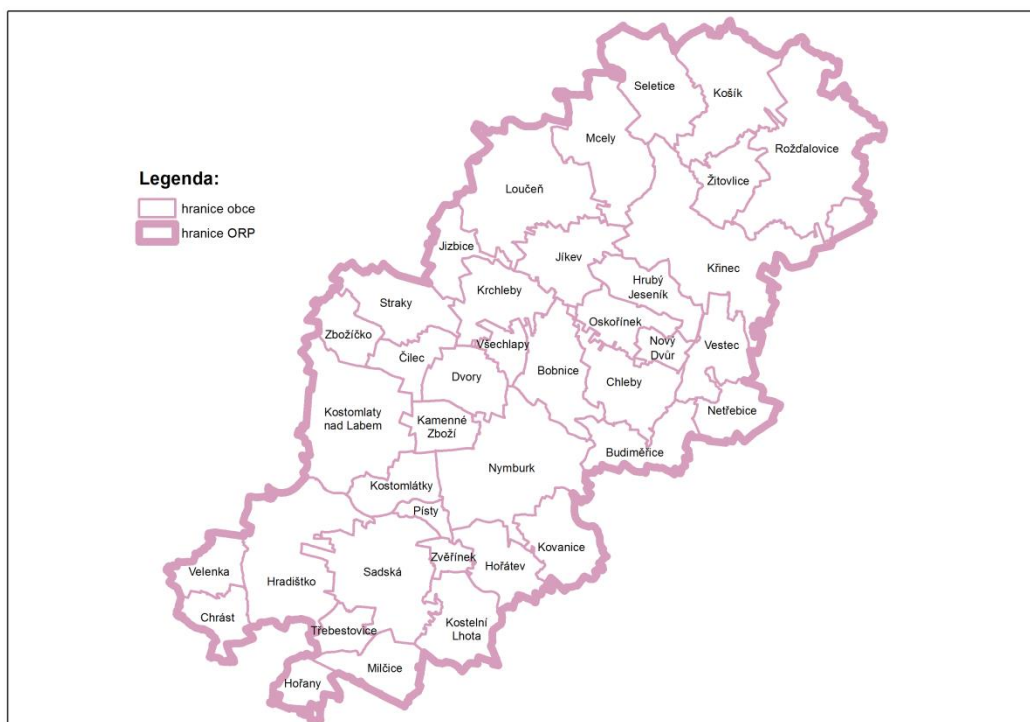 Seletice
Košík
Mcely
Rožďalovice
Žitovlice
Loučeň
Legenda:
hranice obce
hranice ORP
Jizbice
Jíkev
Křinec
Hrubý
Jeseník
Krchleby
Straky
Oskořínek
Zbožíčko
Všechlapy
Nový
Dvůr
Vestec
Čilec
Dvory
Bobnice
Chleby
Kostomlaty
nad Labem
Netřebice
Kamenné
Zboží
Budiměřice
Nymburk
Kostomlátky
Písty
Kovanice
Zvěřínek
Hořátev
Velenka
Hradištko
Sadská
Chrást
Třebestovice
Kostelní
Lhota
Milčice
Hořany